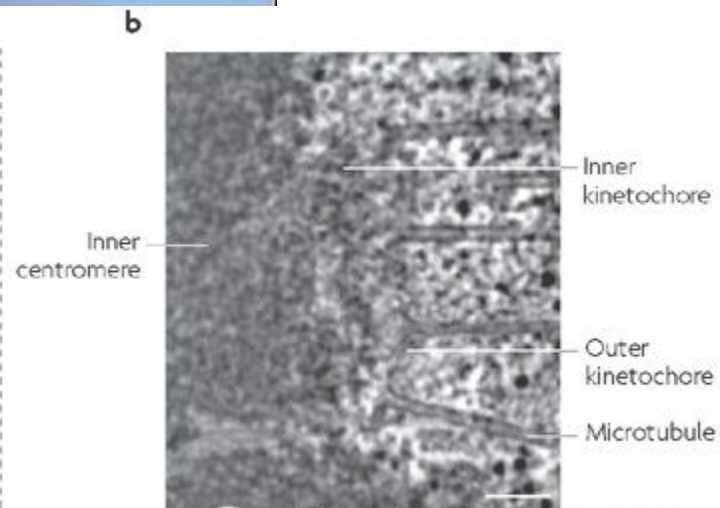 b
Inner
kinetochore
Inner
centromere
Outer
kinetochore
Microtubule